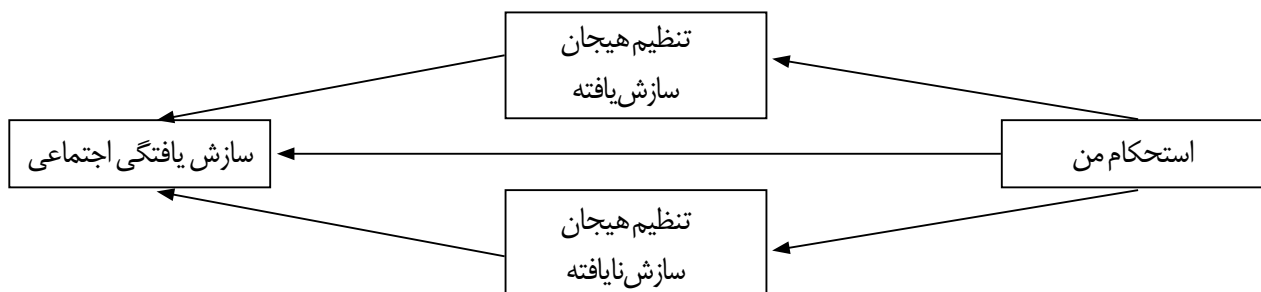 تنظیم هیجان
سازش‌یافته
استحکام من
سازش یافتگی اجتماعی
تنظیم هیجان
سازش‌نایافته